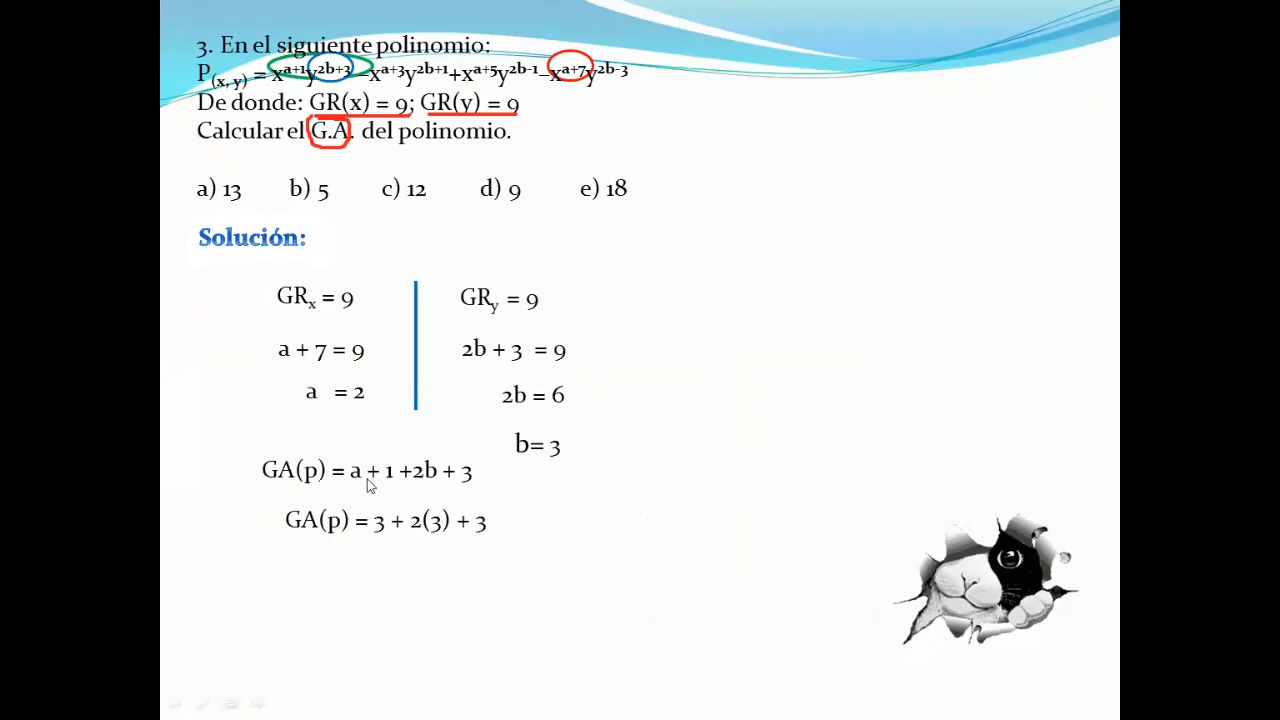 3. En el siguiente polinomio:
P(x, y) = xᵃ⁺¹y²ᵇ⁺³ –xᵃ⁺³y²ᵇ⁺¹+xᵃ⁺⁵y²ᵇ⁻¹–xᵃ⁺⁷y²ᵇ⁻³
De donde: GR(x) = 9; GR(y) = 9
Calcular el G.A. del polinomio.
a) 13 b) 5 c) 12 d) 9 e) 18
Solución:
GRx = 9
a + 7 = 9
a = 2
GRy = 9
2b + 3 = 9
2b = 6
b= 3
GA(p) = a + 1 +2b + 3
GA(p) = 3 + 2(3) + 3